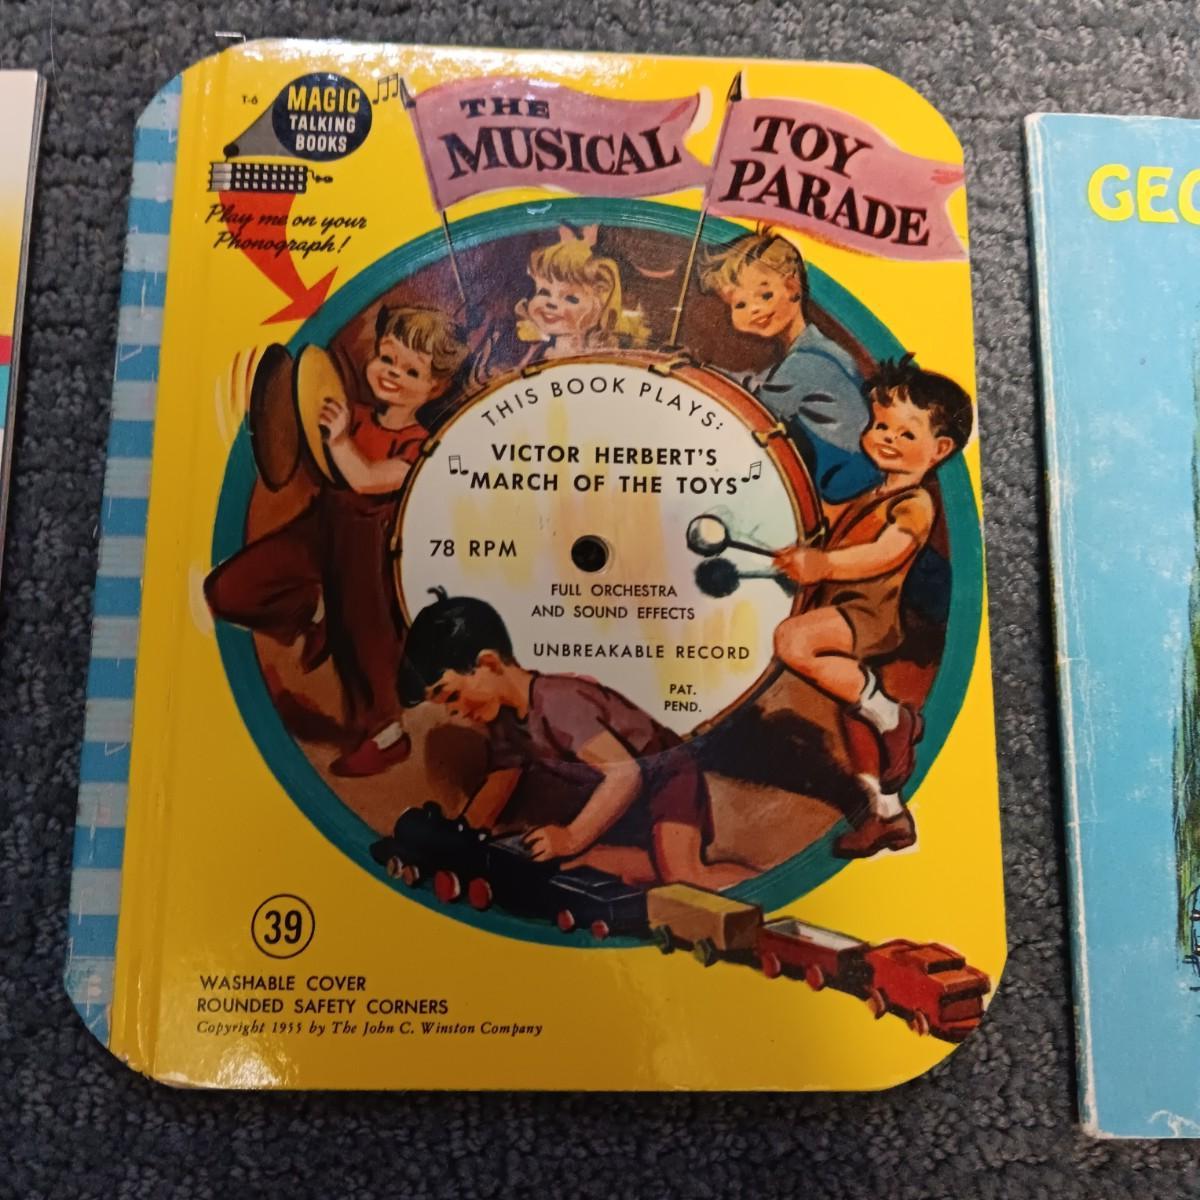 T-6
MAGIC
TALKING
BOOKS
Play me on your
Phonograph!
THE
MUSICAL
TOY
PARADE
THIS BOOK PLAYS:
VICTOR HERBERT'S
MARCH OF THE TOYS
78 RPM
FULL ORCHESTRA
AND SOUND EFFECTS
UNBREAKABLE RECORD
PAT.
PEND.
39
WASHABLE COVER
ROUNDED SAFETY CORNERS
Copyright 1955 by The John C. Winston Company